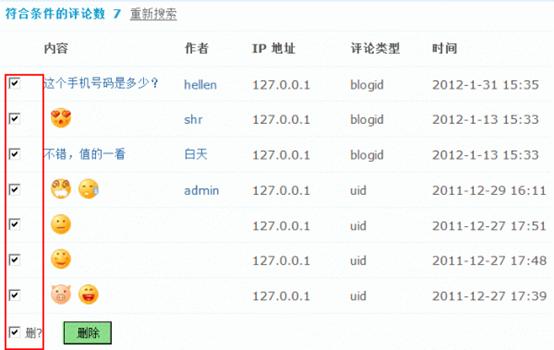 符合条件的评论数 7 重新搜索
内容 作者 IP 地址 评论类型 时间
这个手机号码是多少? hellen 127.0.0.1 blogid 2012-1-31 15:35
shr 127.0.0.1 blogid 2012-1-13 15:33
不错，值的一看 白天 127.0.0.1 blogid 2012-1-13 15:33
admin 127.0.0.1 uid 2011-12-29 16:11
127.0.0.1 uid 2011-12-27 17:51
127.0.0.1 uid 2011-12-27 17:48
127.0.0.1 uid 2011-12-27 17:39
删? 删除